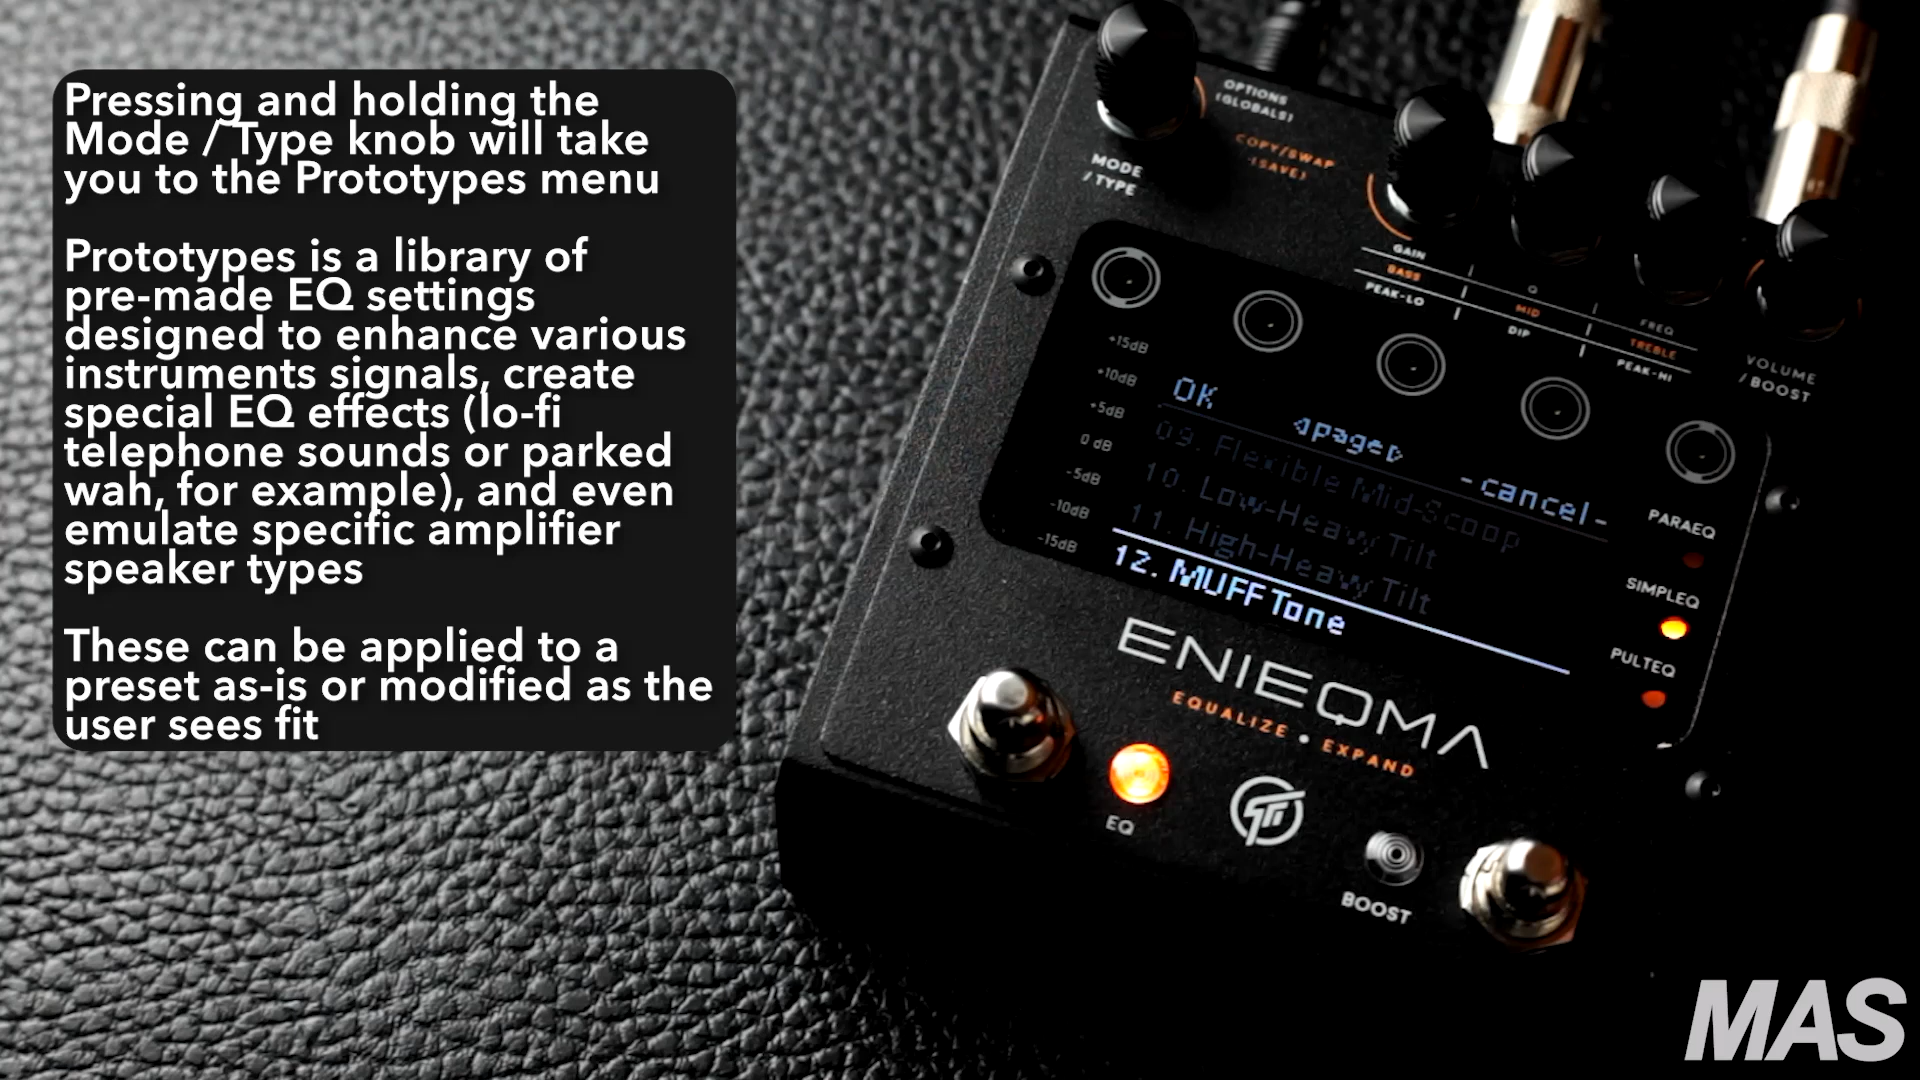 Pressing and holding the
Mode / Type knob will take
you to the Prototypes menu
Prototypes is a library of
pre-made EQ settings
designed to enhance various
instruments signals, create
special EQ effects (lo-fi
telephone sounds or parked
wah, for example), and even
emulate specific amplifier
speaker types
These can be applied to a
preset as-is or modified as the
user sees fit
OPTIONS
(GLOBALS)
COPY/SWAP
(SAVE)
MODE
/TYPE
GAIN Q FREQ
BASS MID TREBLE
PEAK-LO DIP PEAK-HI
VOLUME
/BOOST
+15dB
+10dB
+5dB
0 dB
-5dB
-10dB
-15dB
OK ◁page▷ -cancel-
09. Flexible Mid-Scoop
10. Low-Heavy Tilt
11. High-Heavy Tilt
12. MUFF Tone
PARAEQ
SIMPLEQ
PULTEQ
ENIEQMA
EQUALIZE • EXPAND
EQ
BOOST
MAS